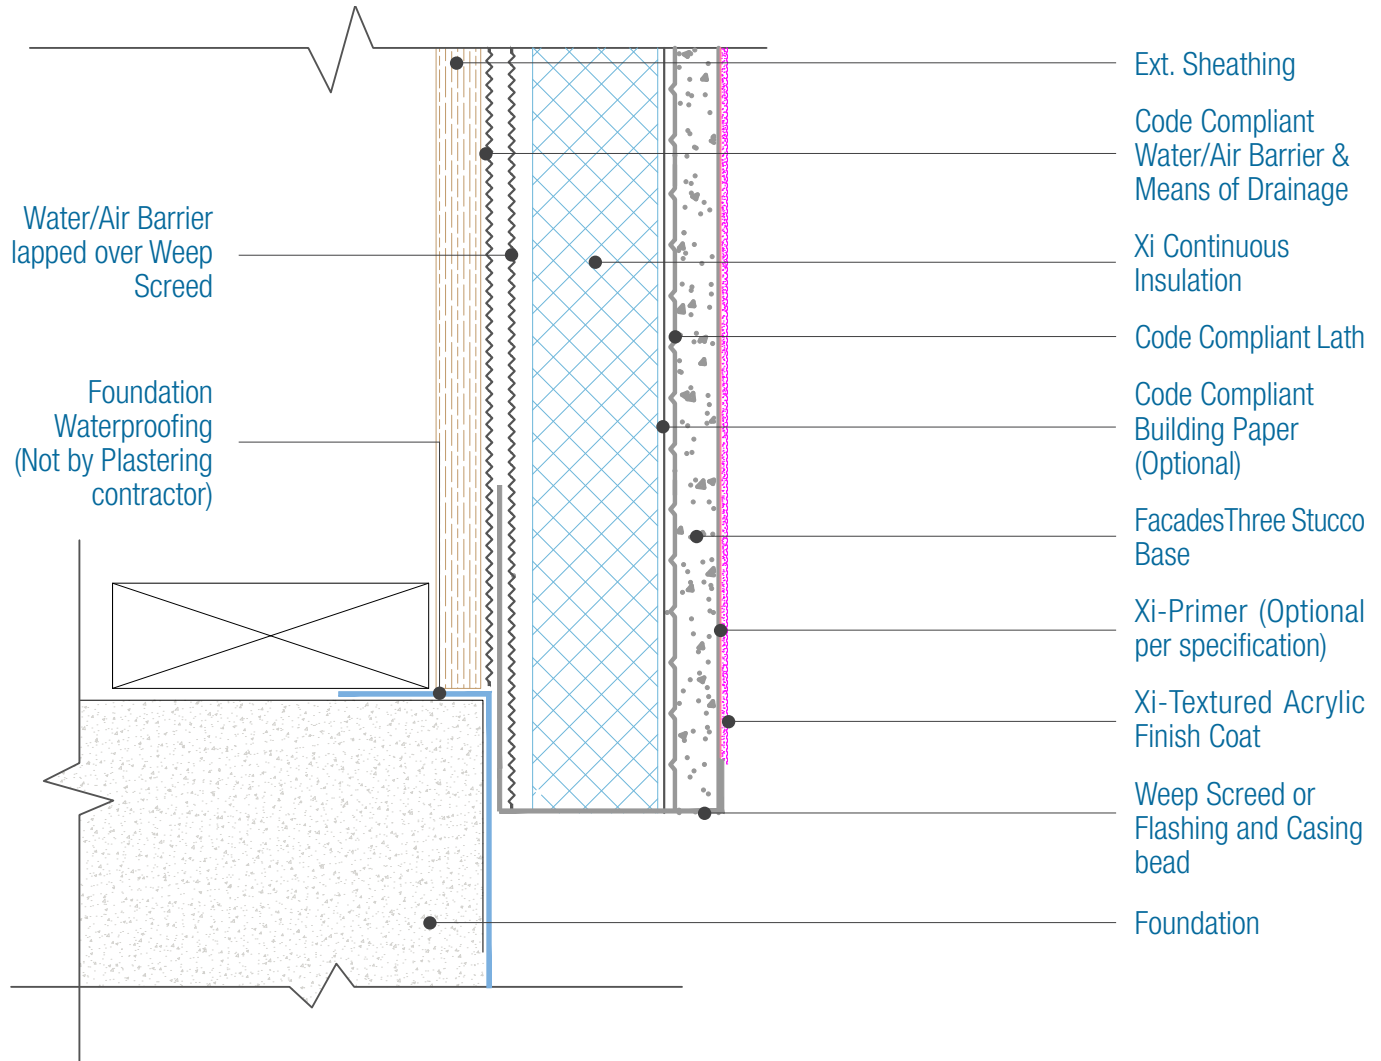 Water/Air Barrier
lapped over Weep
Screed
Foundation
Waterproofing
(Not by Plastering
contractor)
Ext. Sheathing
Code Compliant
Water/Air Barrier &
Means of Drainage
Xi Continuous
Insulation
Code Compliant Lath
Code Compliant
Building Paper
(Optional)
FacadesThree Stucco
Base
Xi-Primer (Optional
per specification)
Xi-Textured Acrylic
Finish Coat
Weep Screed or
Flashing and Casing
bead
Foundation